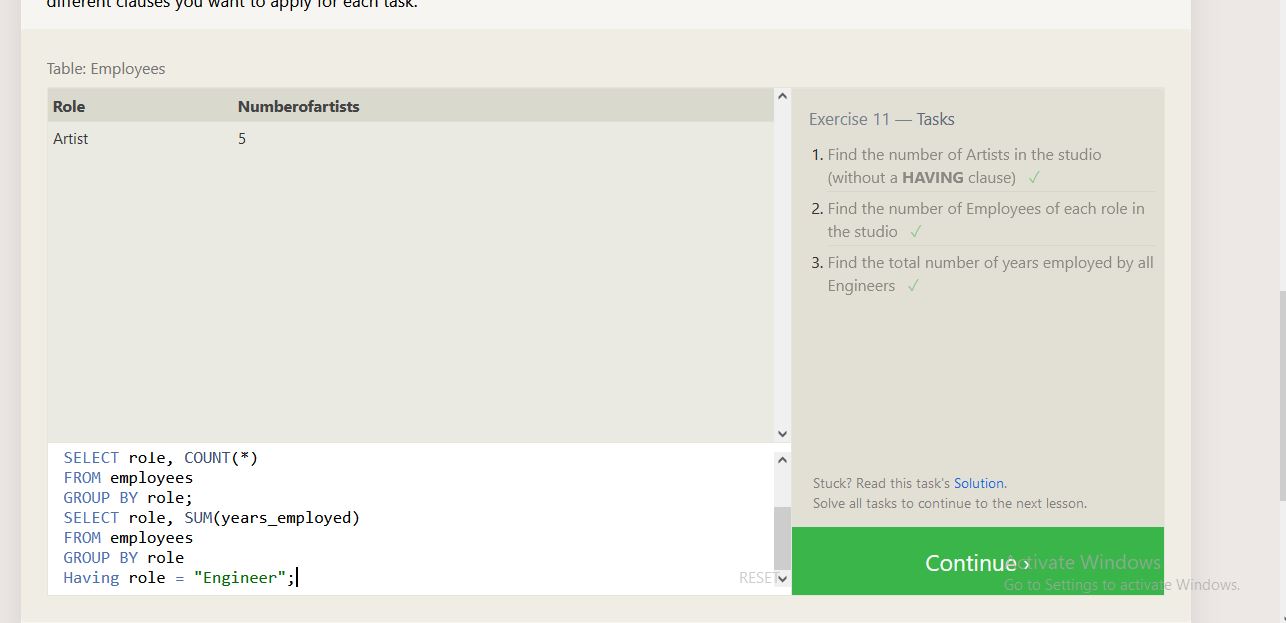 different clauses you want to apply for each task.
Table: Employees
Role Numberofartists
Artist 5
SELECT role, COUNT(*)
FROM employees
GROUP BY role;
SELECT role, SUM(years_employed)
FROM employees
GROUP BY role
Having role = "Engineer";
RESET
Exercise 11 — Tasks
1. Find the number of Artists in the studio
(without a HAVING clause) ✓
2. Find the number of Employees of each role in
the studio ✓
3. Find the total number of years employed by all
Engineers ✓
Stuck? Read this task's Solution.
Solve all tasks to continue to the next lesson.
Continue ›
Activate Windows
Go to Settings to activate Windows.